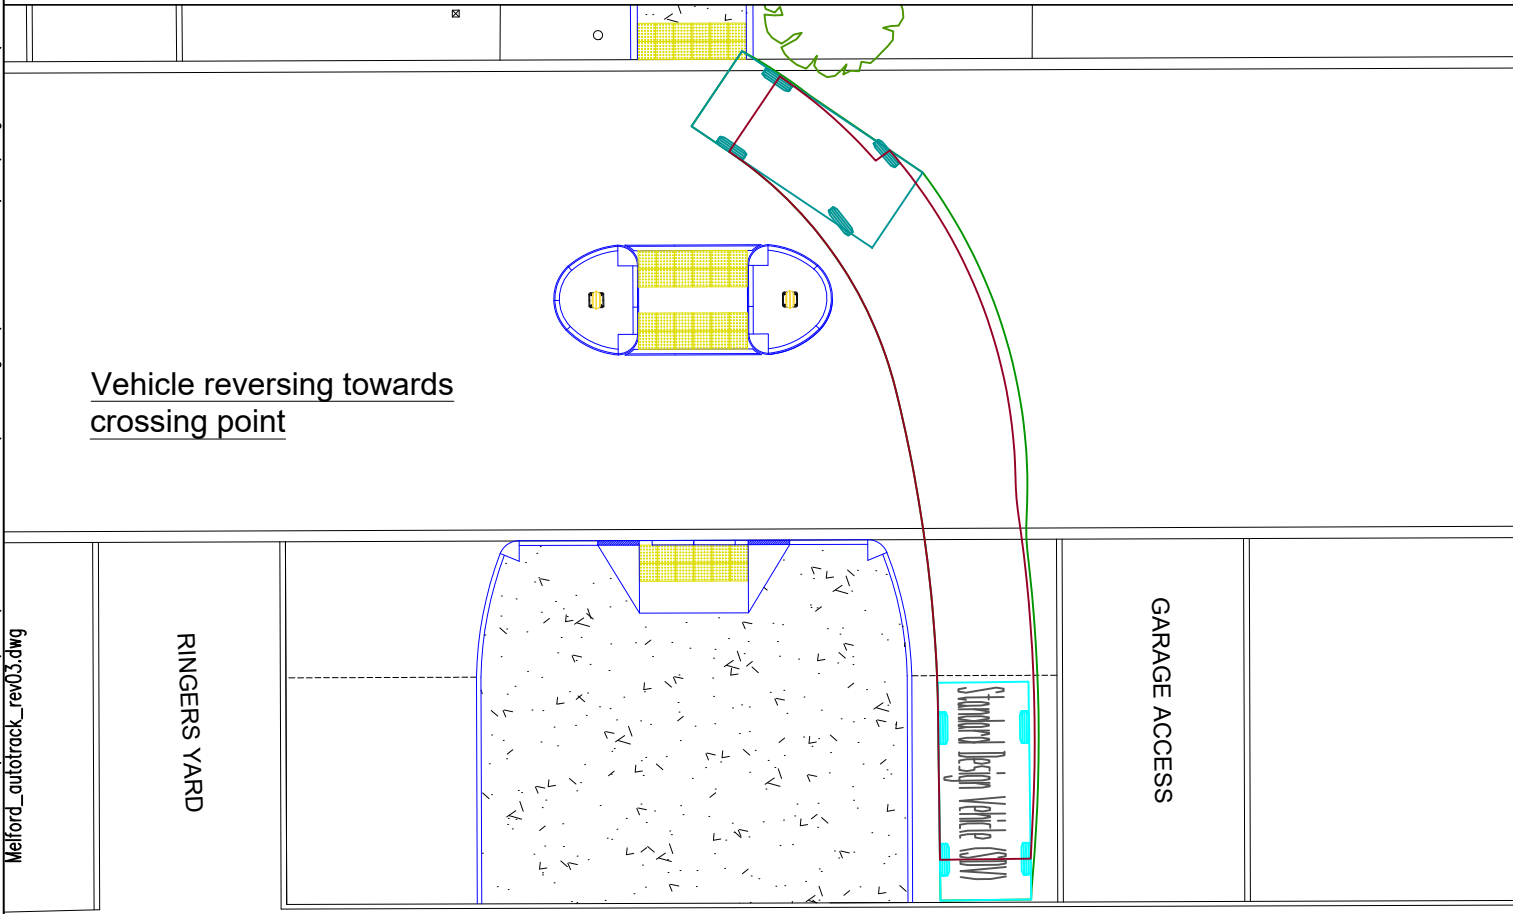 Vehicle reversing towards
crossing point
RINGERS YARD
GARAGE ACCESS
Standard Design Vehicle (SDV)
Melford_autotrack_rev03.dwg